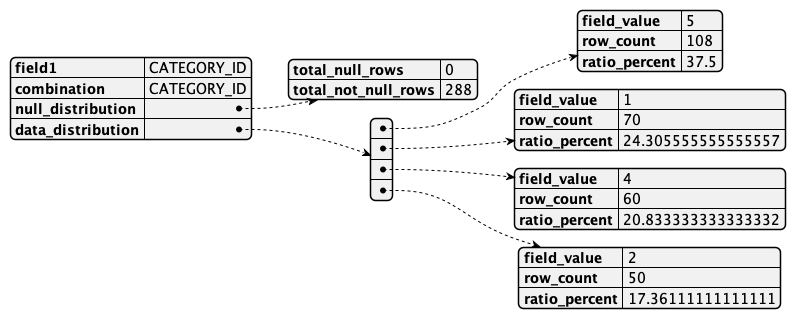 field1 CATEGORY_ID
combination CATEGORY_ID
null_distribution
data_distribution
total_null_rows 0
total_not_null_rows 288
field_value 5
row_count 108
ratio_percent 37.5
field_value 1
row_count 70
ratio_percent 24.305555555555557
field_value 4
row_count 60
ratio_percent 20.833333333333332
field_value 2
row_count 50
ratio_percent 17.36111111111111